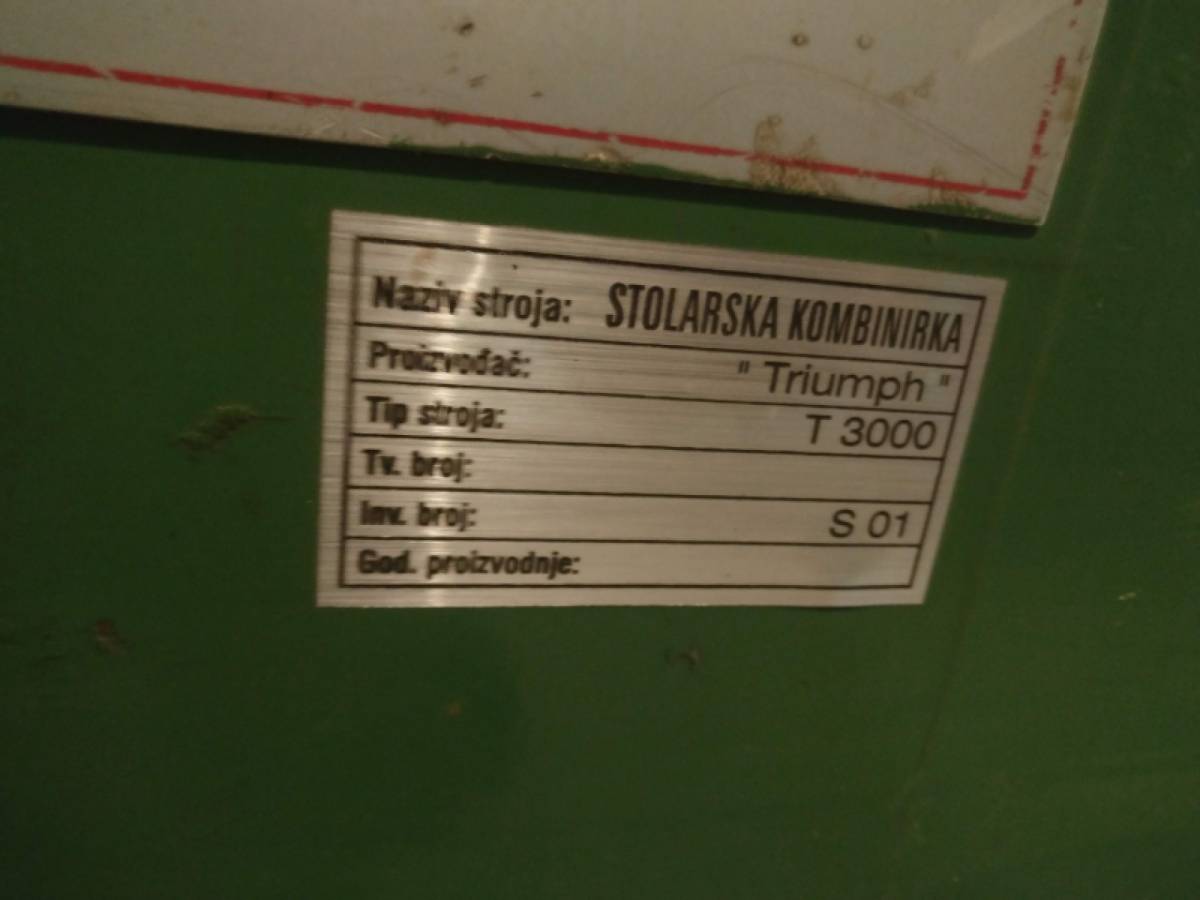 Naziv stroja: STOLARSKA KOMBINIRKA
Proizvođač: " Triumph "
Tip stroja: T 3000
Tv. broj:
Inv. broj: S 01
God. proizvodnje: